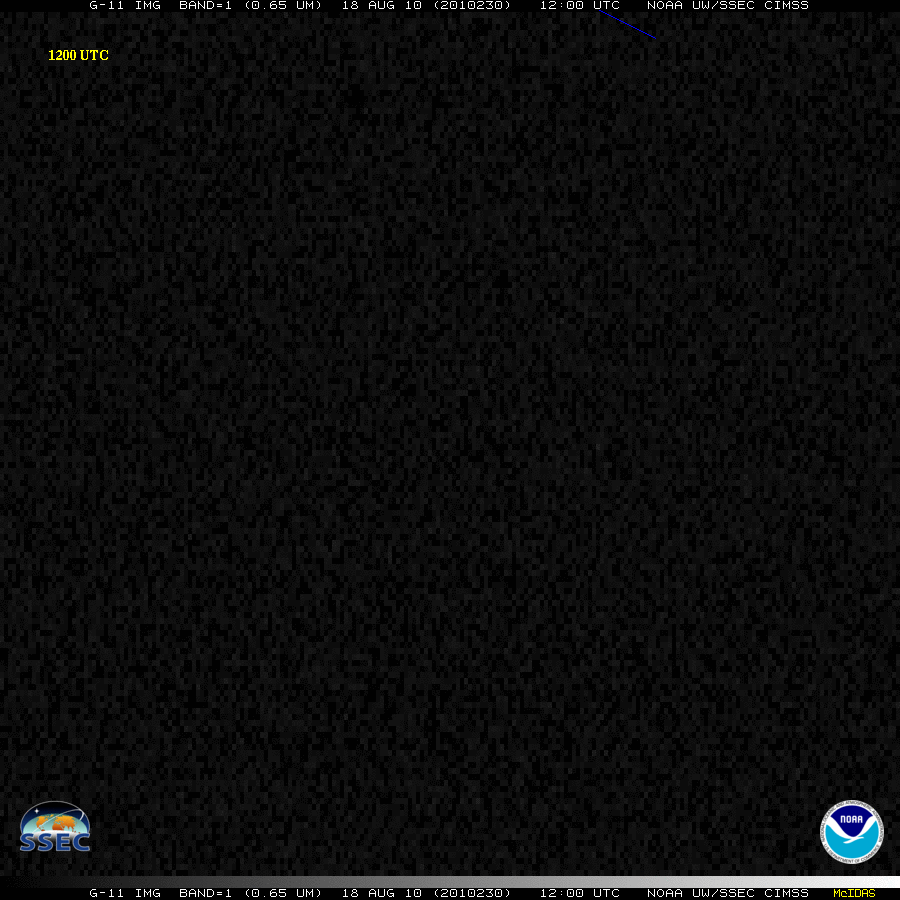 G-11 IMG BAND=1 (0.65 UM) 18 AUG 10 (2010230) 12:00 UTC NOAA UW/SSEC CIMSS
1200 UTC
SSEC
NOAA
G-11 IMG BAND=1 (0.65 UM) 18 AUG 10 (2010230) 12:00 UTC NOAA UW/SSEC CIMSS McIDAS